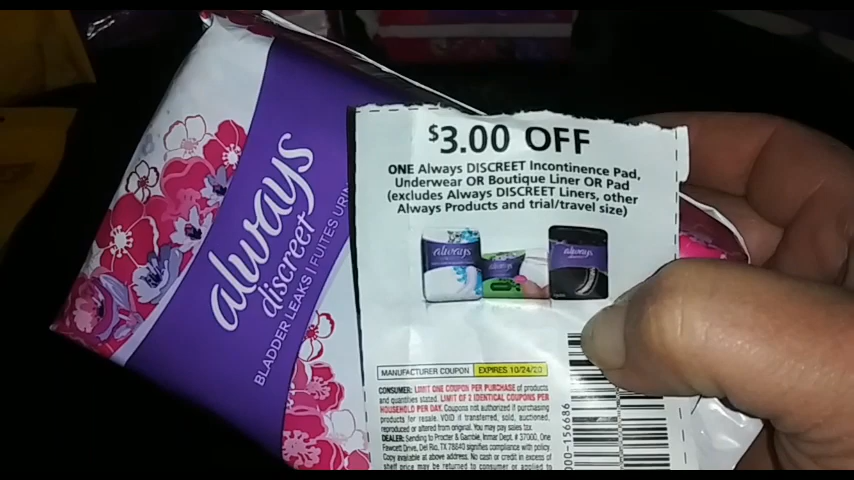 always
discreet
BLADDER LEAKS | FUITES URIN
$3.00 OFF
ONE Always DISCREET Incontinence Pad,
Underwear OR Boutique Liner OR Pad
(excludes Always DISCREET Liners, other
Always Products and trial/travel size)
always
always
always
MANUFACTURER COUPON EXPIRES 10/24/20
CONSUMER: LIMIT ONE COUPON PER PURCHASE of products
and quantities stated. LIMIT OF 2 IDENTICAL COUPONS PER
HOUSEHOLD PER DAY. Coupons not authorized if purchasing
products for resale. VOID if transferred, sold, auctioned,
reproduced or altered from original. You may pay sales tax.
DEALER: Sending to Procter & Gamble, Inmar Dept. # 37000, One
Fawcett Drive, Del Rio, TX 78840 signifies compliance with policy.
Copy available at above address. No cash or credit in excess of
shelf price may be returned to consumer or applied to
000-156686